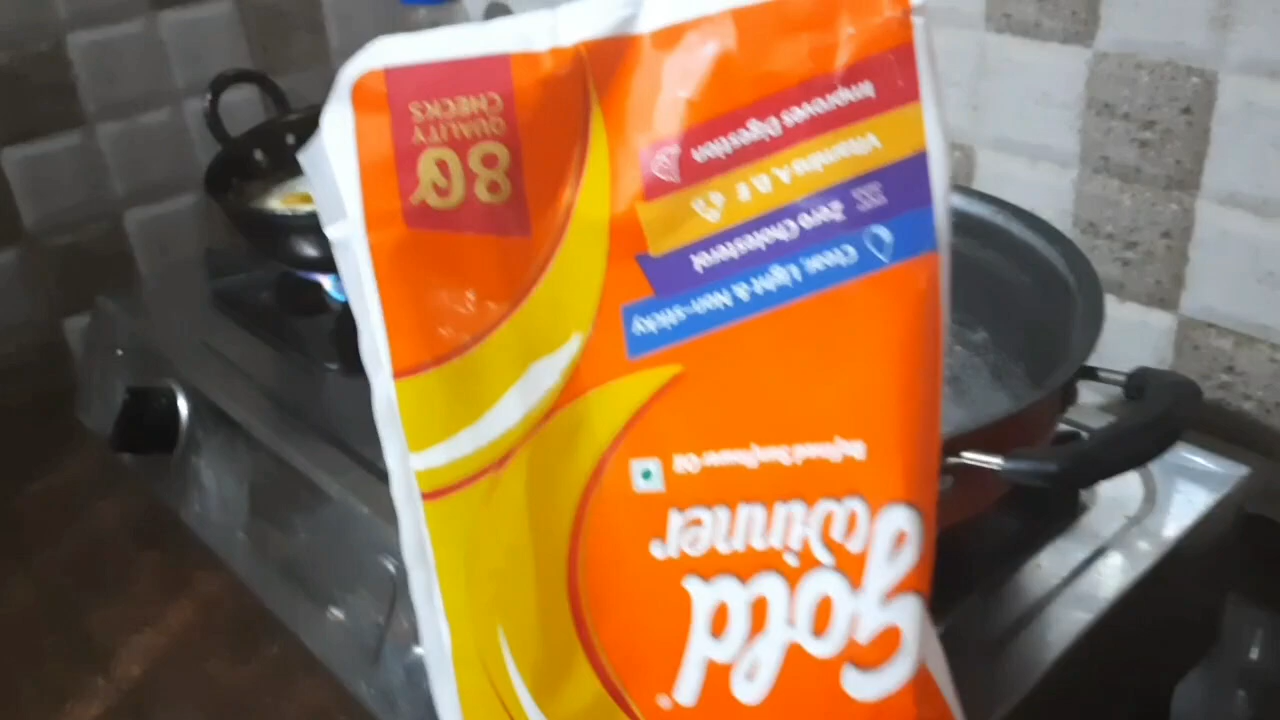 gold
winner
Refined Sunflower Oil
Clear, Light & Non-sticky
Zero Cholesterol
Vitamins A, D, E
Improves Digestion
80
QUALITY
CHECKS